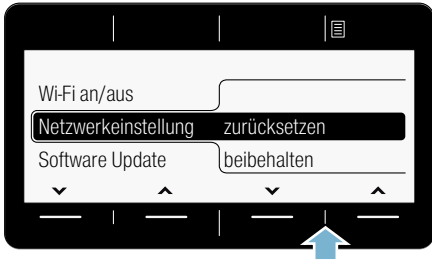 Wi-Fi an/aus
Netzwerkeinstellung zurücksetzen
Software Update beibehalten